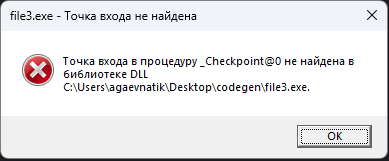 file3.exe - Точка входа не найдена
Точка входа в процедуру _Checkpoint@0 не найдена в
библиотеке DLL
C:\Users\agaevnatik\Desktop\codegen\file3.exe.
OK